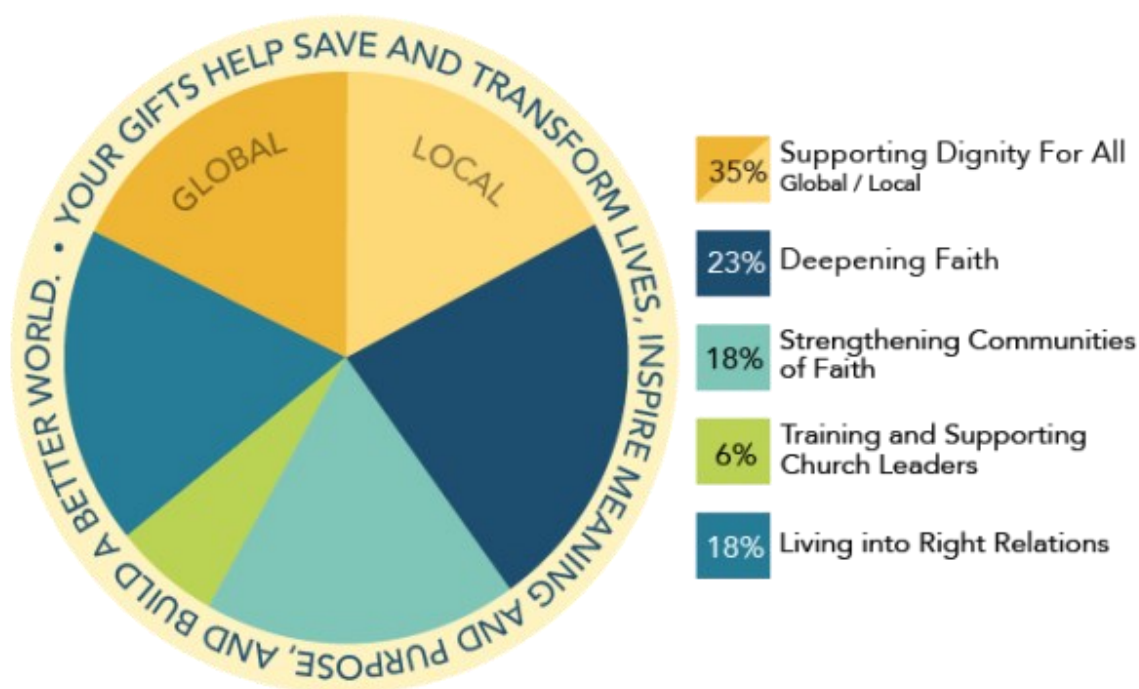 • YOUR GIFTS HELP SAVE AND TRANSFORM LIVES, INSPIRE MEANING AND PURPOSE, AND BUILD A BETTER WORLD.
GLOBAL
LOCAL
35%
Supporting Dignity For All
Global / Local
23%
Deepening Faith
18%
Strengthening Communities
of Faith
6%
Training and Supporting
Church Leaders
18%
Living into Right Relations